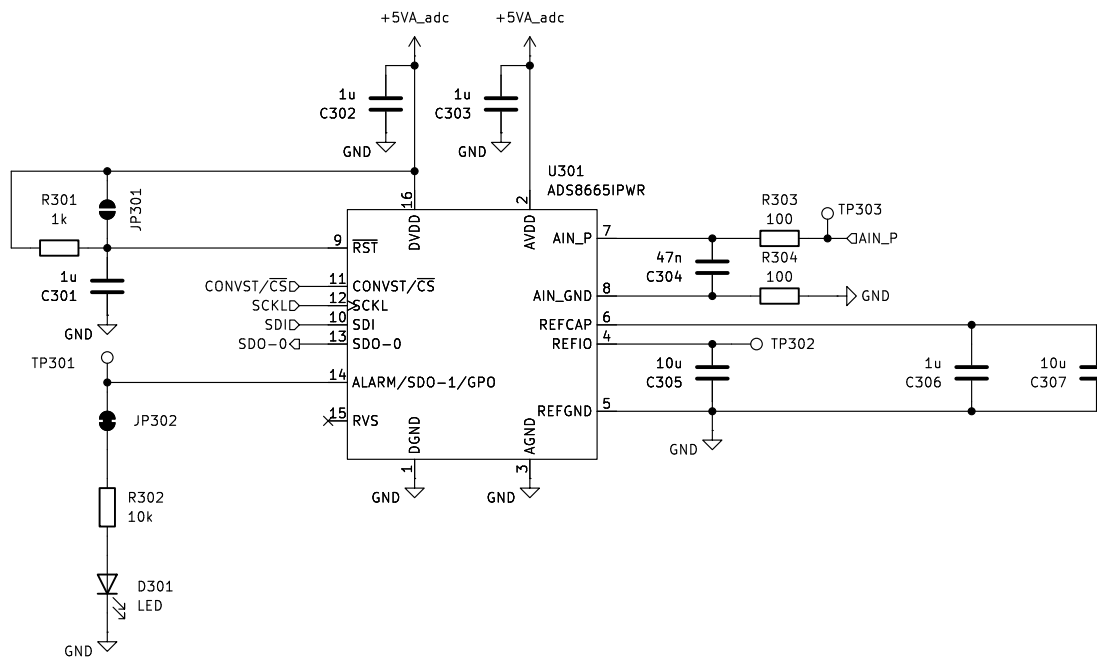 +5VA_adc
+5VA_adc
1u
C302
1u
C303
GND
GND
U301
ADS8665IPWR
R301
1k
JP301
16
DVDD
2
AVDD
R303
100
TP303
9
RST
AIN_P
7
AIN_P
1u
C301
47n
C304
R304
100
CONVST/CS
11
CONVST/CS
SCKL
12
SCKL
AIN_GND
8
GND
SDI
10
SDI
GND
REFCAP
6
SDO-0
13
SDO-0
REFIO
4
TP302
TP301
10u
C305
1u
C306
10u
C307
14
ALARM/SDO-1/GPO
REFGND
5
JP302
15
RVS
DGND
1
AGND
3
GND
GND
GND
R302
10k
D301
LED
GND